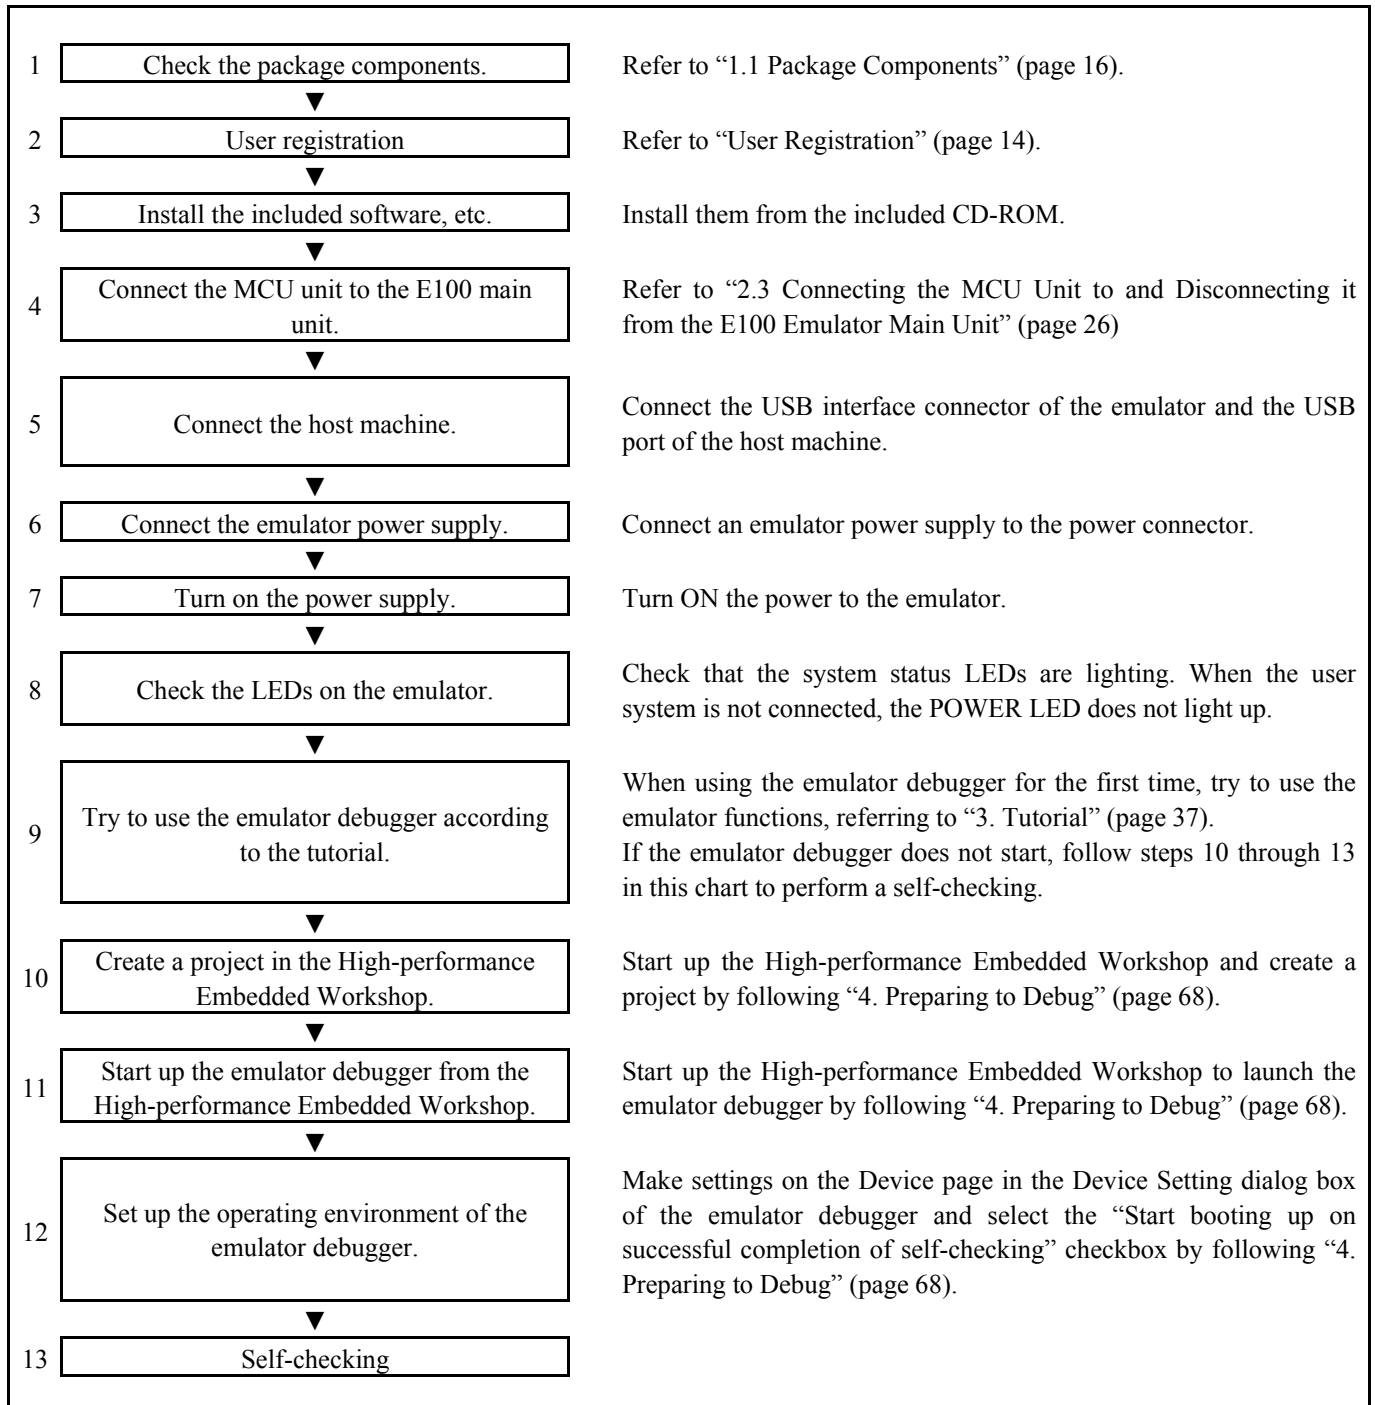 1 Check the package components. Refer to “1.1 Package Components” (page 16).
▼
2 User registration Refer to “User Registration” (page 14).
▼
3 Install the included software, etc. Install them from the included CD-ROM.
▼
4 Connect the MCU unit to the E100 main
unit.
Refer to “2.3 Connecting the MCU Unit to and Disconnecting it
from the E100 Emulator Main Unit” (page 26)
▼
5 Connect the host machine.
Connect the USB interface connector of the emulator and the USB
port of the host machine.
▼
6 Connect the emulator power supply. Connect an emulator power supply to the power connector.
▼
7 Turn on the power supply. Turn ON the power to the emulator.
▼
8 Check the LEDs on the emulator.
Check that the system status LEDs are lighting. When the user
system is not connected, the POWER LED does not light up.
▼
9 Try to use the emulator debugger according
to the tutorial.
When using the emulator debugger for the first time, try to use the
emulator functions, referring to “3. Tutorial” (page 37).
If the emulator debugger does not start, follow steps 10 through 13
in this chart to perform a self-checking.
▼
10 Create a project in the High-performance
Embedded Workshop.
Start up the High-performance Embedded Workshop and create a
project by following “4. Preparing to Debug” (page 68).
▼
11 Start up the emulator debugger from the
High-performance Embedded Workshop.
Start up the High-performance Embedded Workshop to launch the
emulator debugger by following “4. Preparing to Debug” (page 68).
▼
12 Set up the operating environment of the
emulator debugger.
Make settings on the Device page in the Device Setting dialog box
of the emulator debugger and select the “Start booting up on
successful completion of self-checking” checkbox by following “4.
Preparing to Debug” (page 68).
▼
13 Self-checking